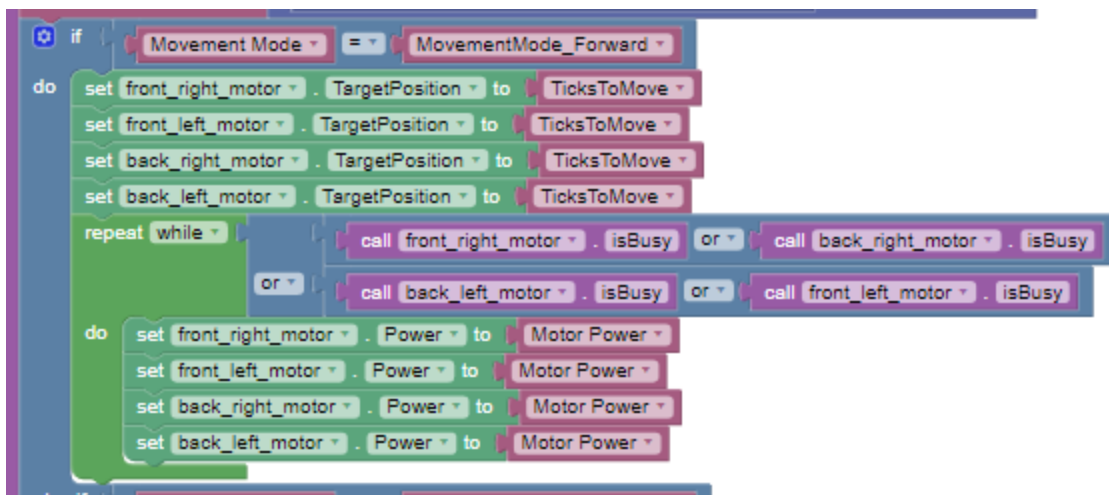 if Movement Mode = MovementMode_Forward
do set front_right_motor . TargetPosition to TicksToMove
set front_left_motor . TargetPosition to TicksToMove
set back_right_motor . TargetPosition to TicksToMove
set back_left_motor . TargetPosition to TicksToMove
repeat while call front_right_motor . isBusy or call back_right_motor . isBusy
or call back_left_motor . isBusy or call front_left_motor . isBusy
do set front_right_motor . Power to Motor Power
set front_left_motor . Power to Motor Power
set back_right_motor . Power to Motor Power
set back_left_motor . Power to Motor Power